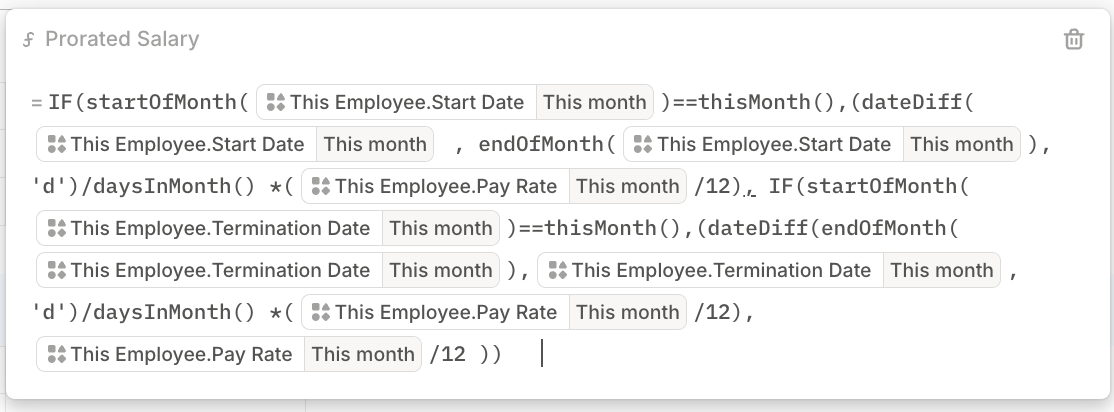 Prorated Salary
=IF(startOfMonth( This Employee.Start Date This month )==thisMonth(),(dateDiff(
This Employee.Start Date This month , endOfMonth( This Employee.Start Date This month ),
'd')/daysInMonth() *( This Employee.Pay Rate This month /12), IF(startOfMonth(
This Employee.Termination Date This month )==thisMonth(),(dateDiff(endOfMonth(
This Employee.Termination Date This month ), This Employee.Termination Date This month ,
'd')/daysInMonth() *( This Employee.Pay Rate This month /12),
This Employee.Pay Rate This month /12 ))